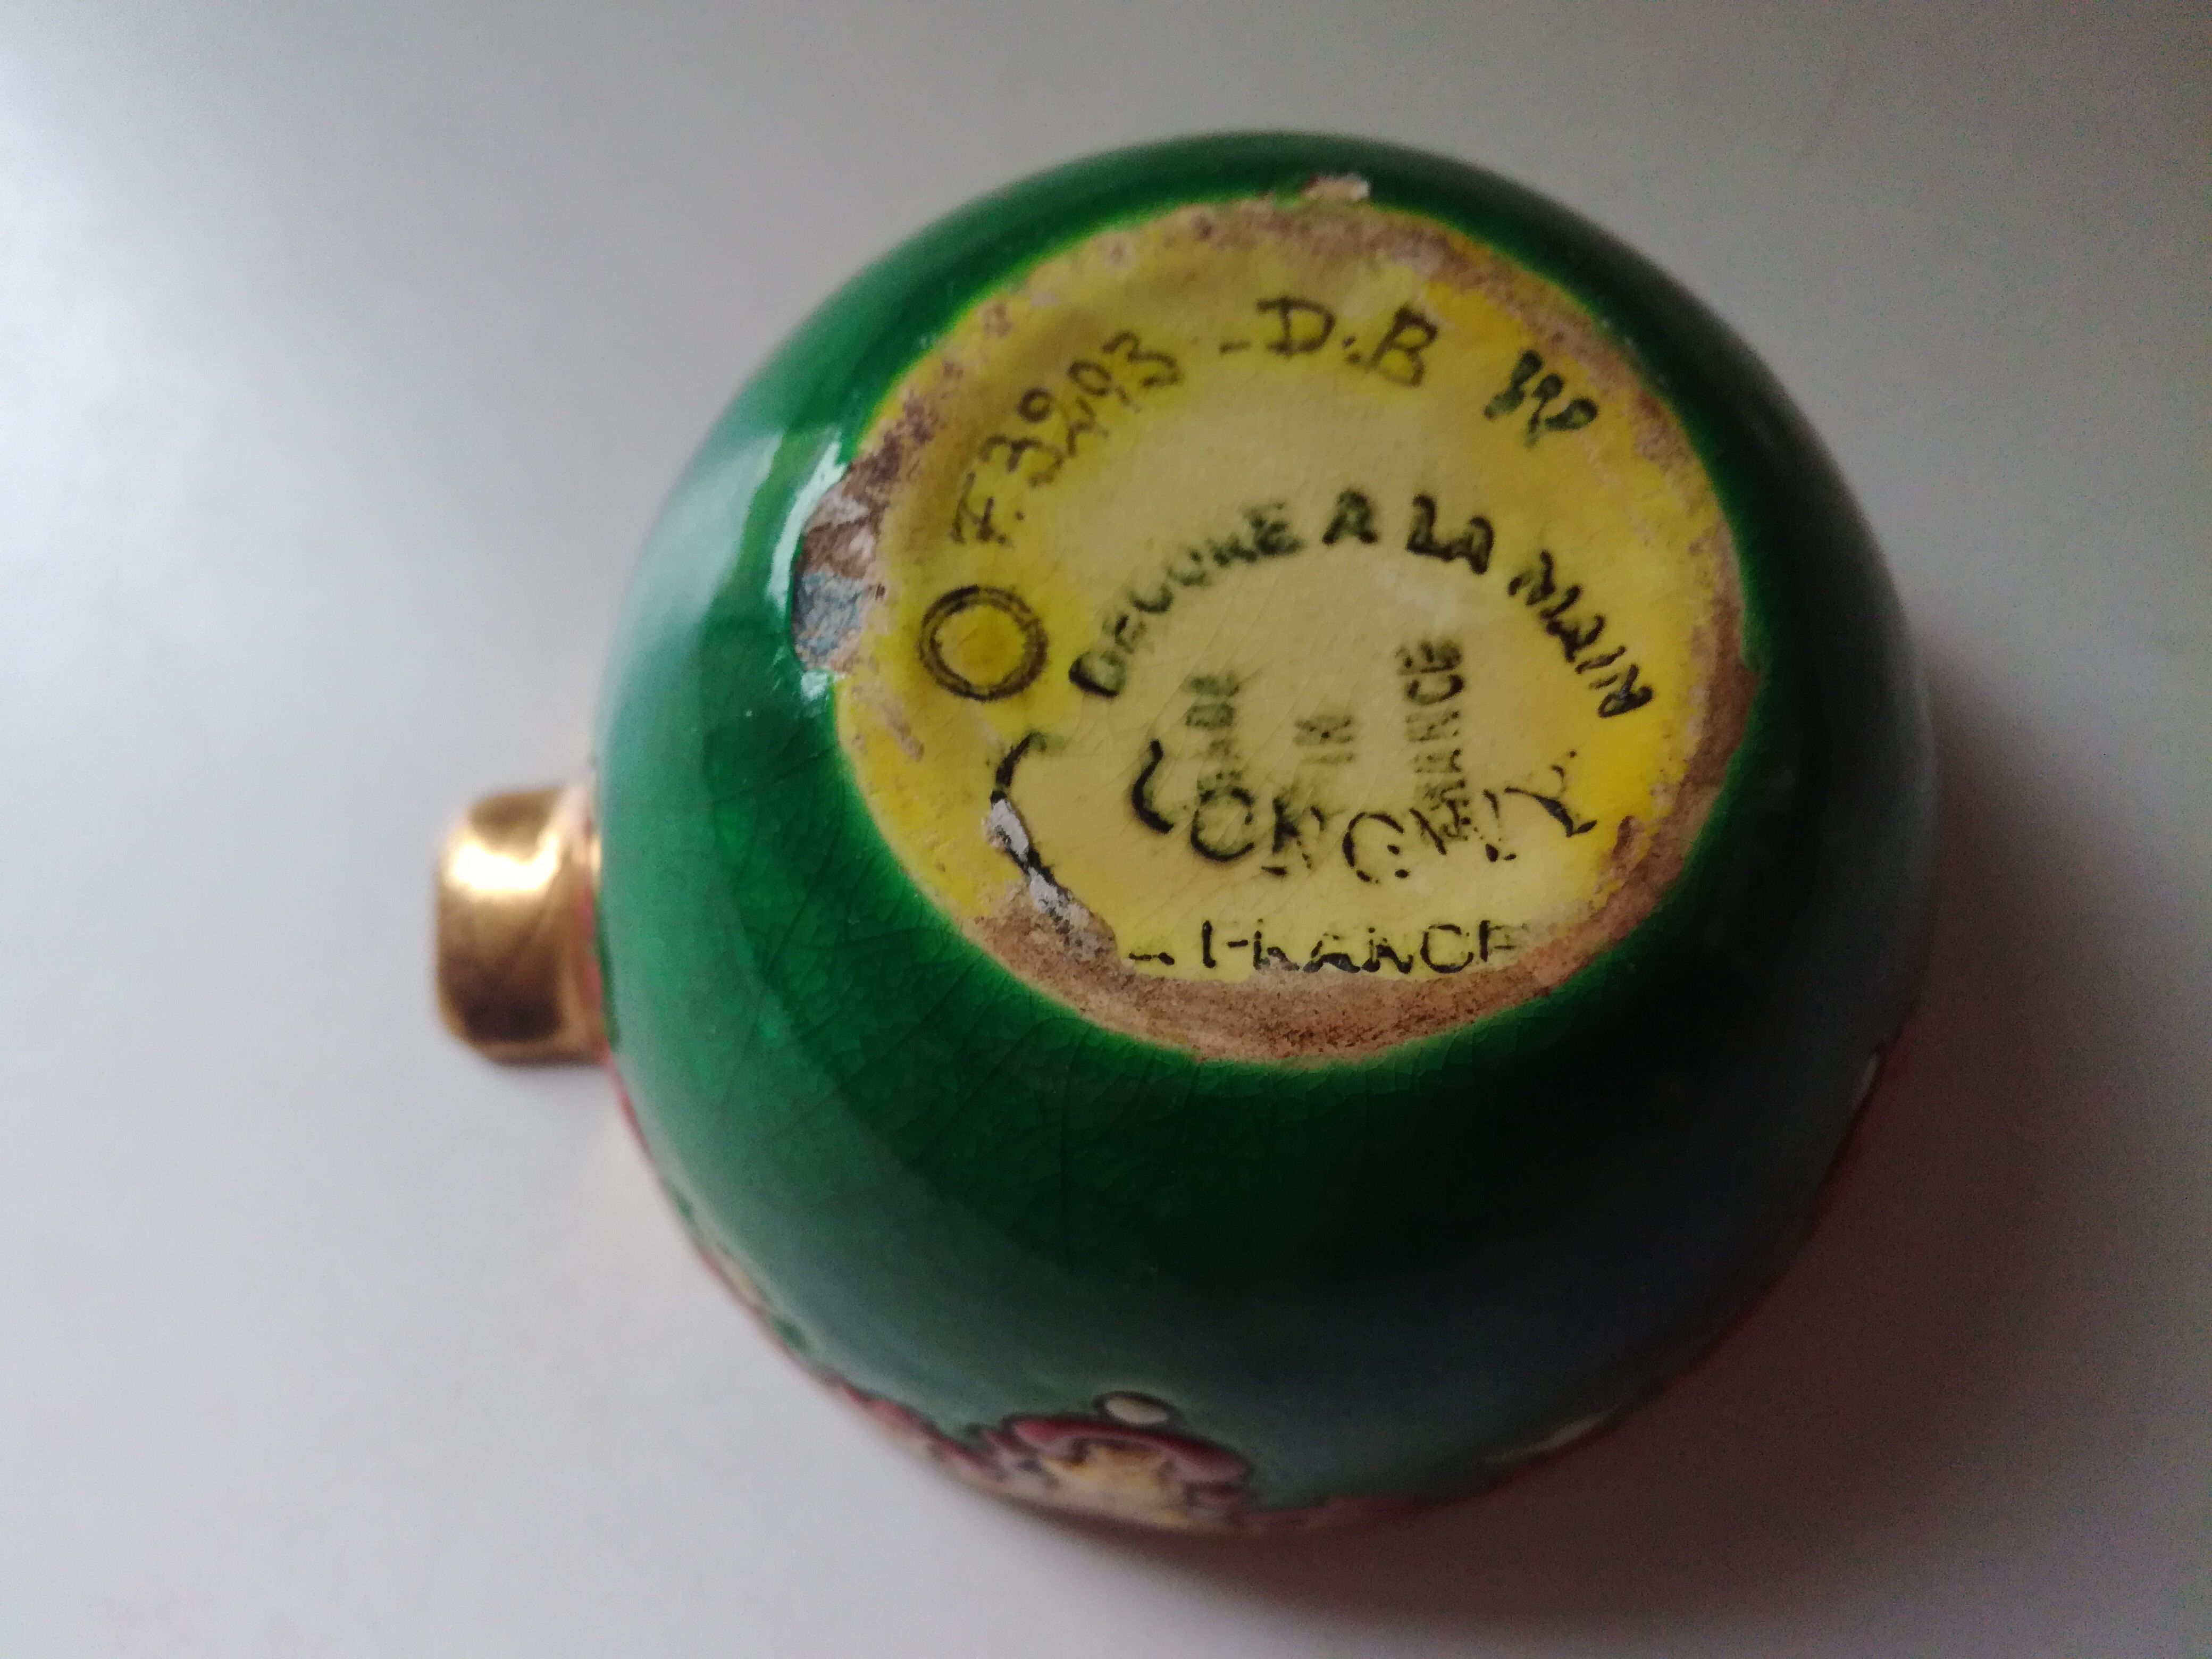 F.3293 - D.B
DECORE A LA MAIN
MADE
IN
FRANCE
LONGWY
- FRANCE